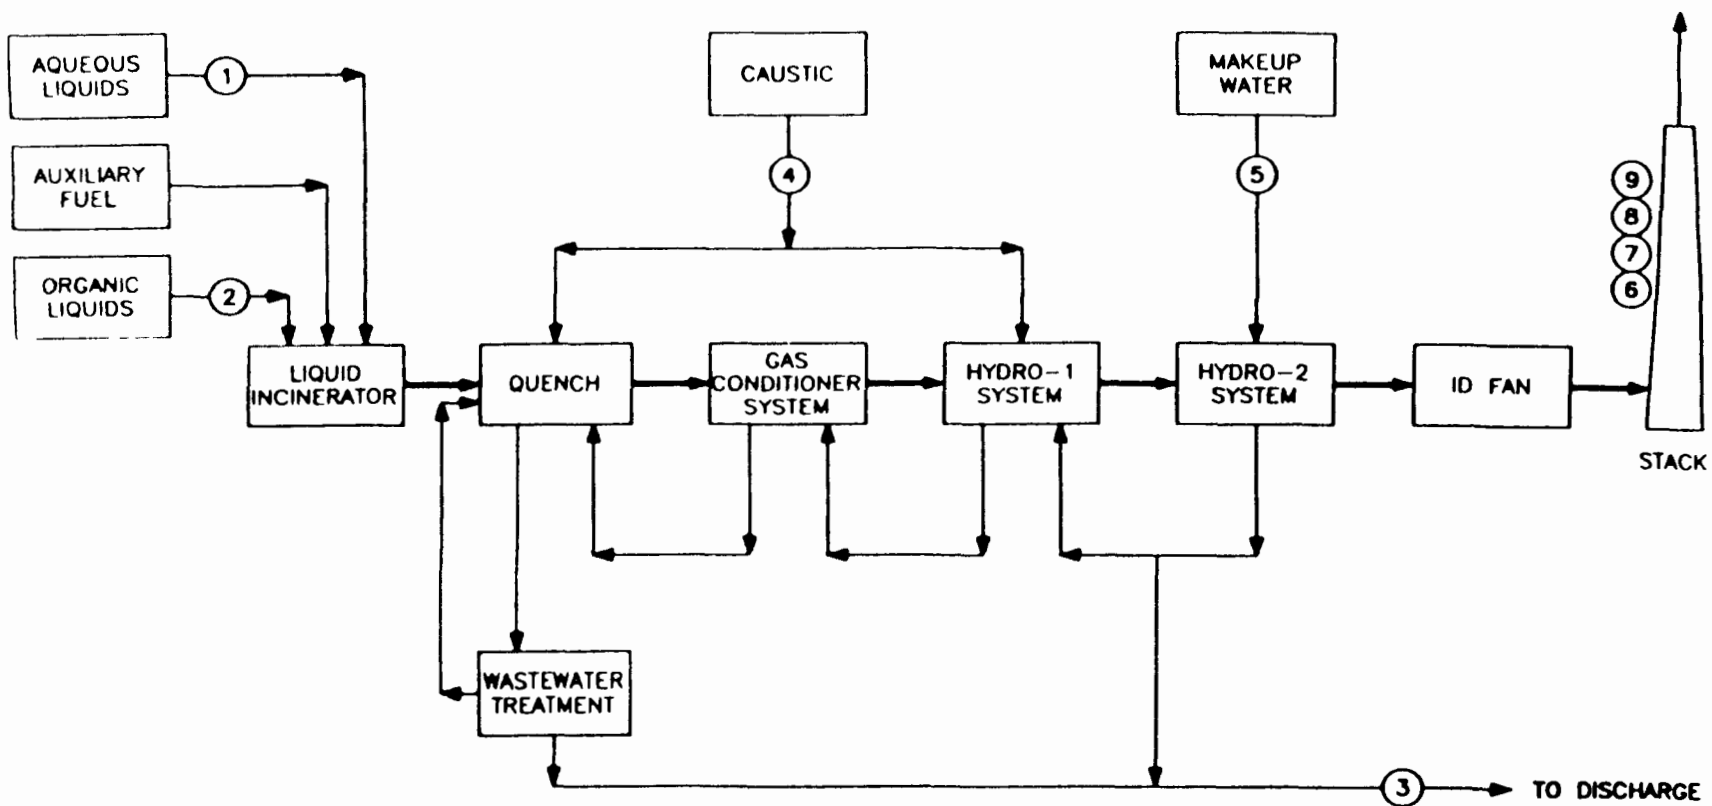 AQUEOUS
LIQUIDS
1
CAUSTIC
MAKEUP
WATER
AUXILIARY
FUEL
4
5
9
8
7
6
ORGANIC
LIQUIDS
2
LIQUID
INCINERATOR
QUENCH
GAS
CONDITIONER
SYSTEM
HYDRO-1
SYSTEM
HYDRO-2
SYSTEM
ID FAN
STACK
WASTEWATER
TREATMENT
3
TO DISCHARGE